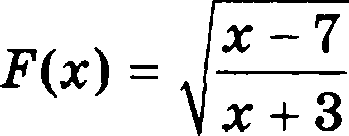 F(x) = √((x − 7)/(x + 3))